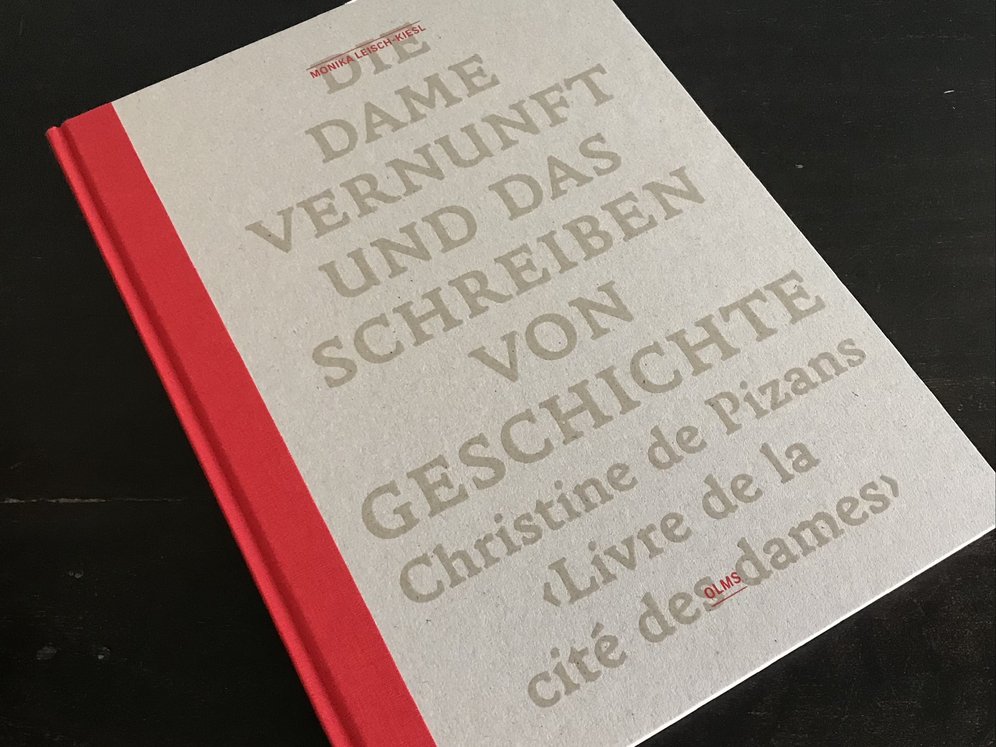 MONIKA LEISCH-KIESL
DIE
DAME
VERNUNFT
UND DAS
SCHREIBEN
VON
GESCHICHTE
Christine de Pizans
‹Livre de la
cité des dames›
OLMS